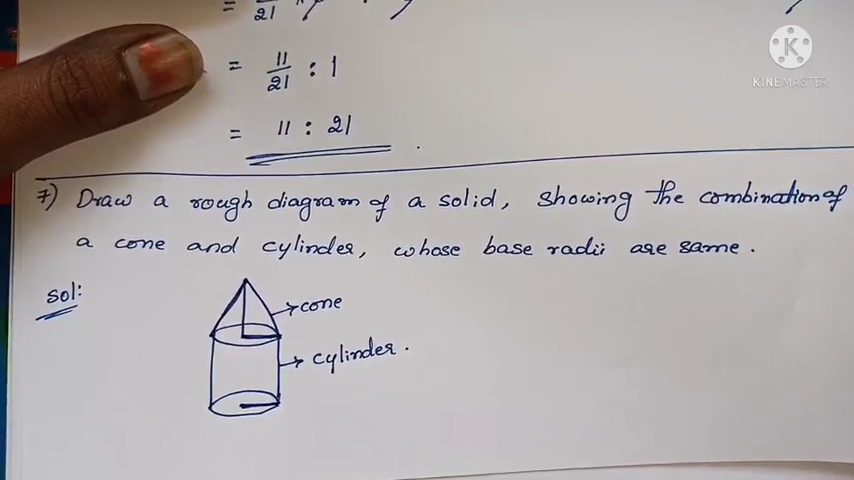 = 11/21 : 1
= 11 : 21
7) Draw a rough diagram of a solid, showing the combination of
a cone and cylinder, whose base radii are same.
sol:
cone
cylinder.
K
KINEMASTER